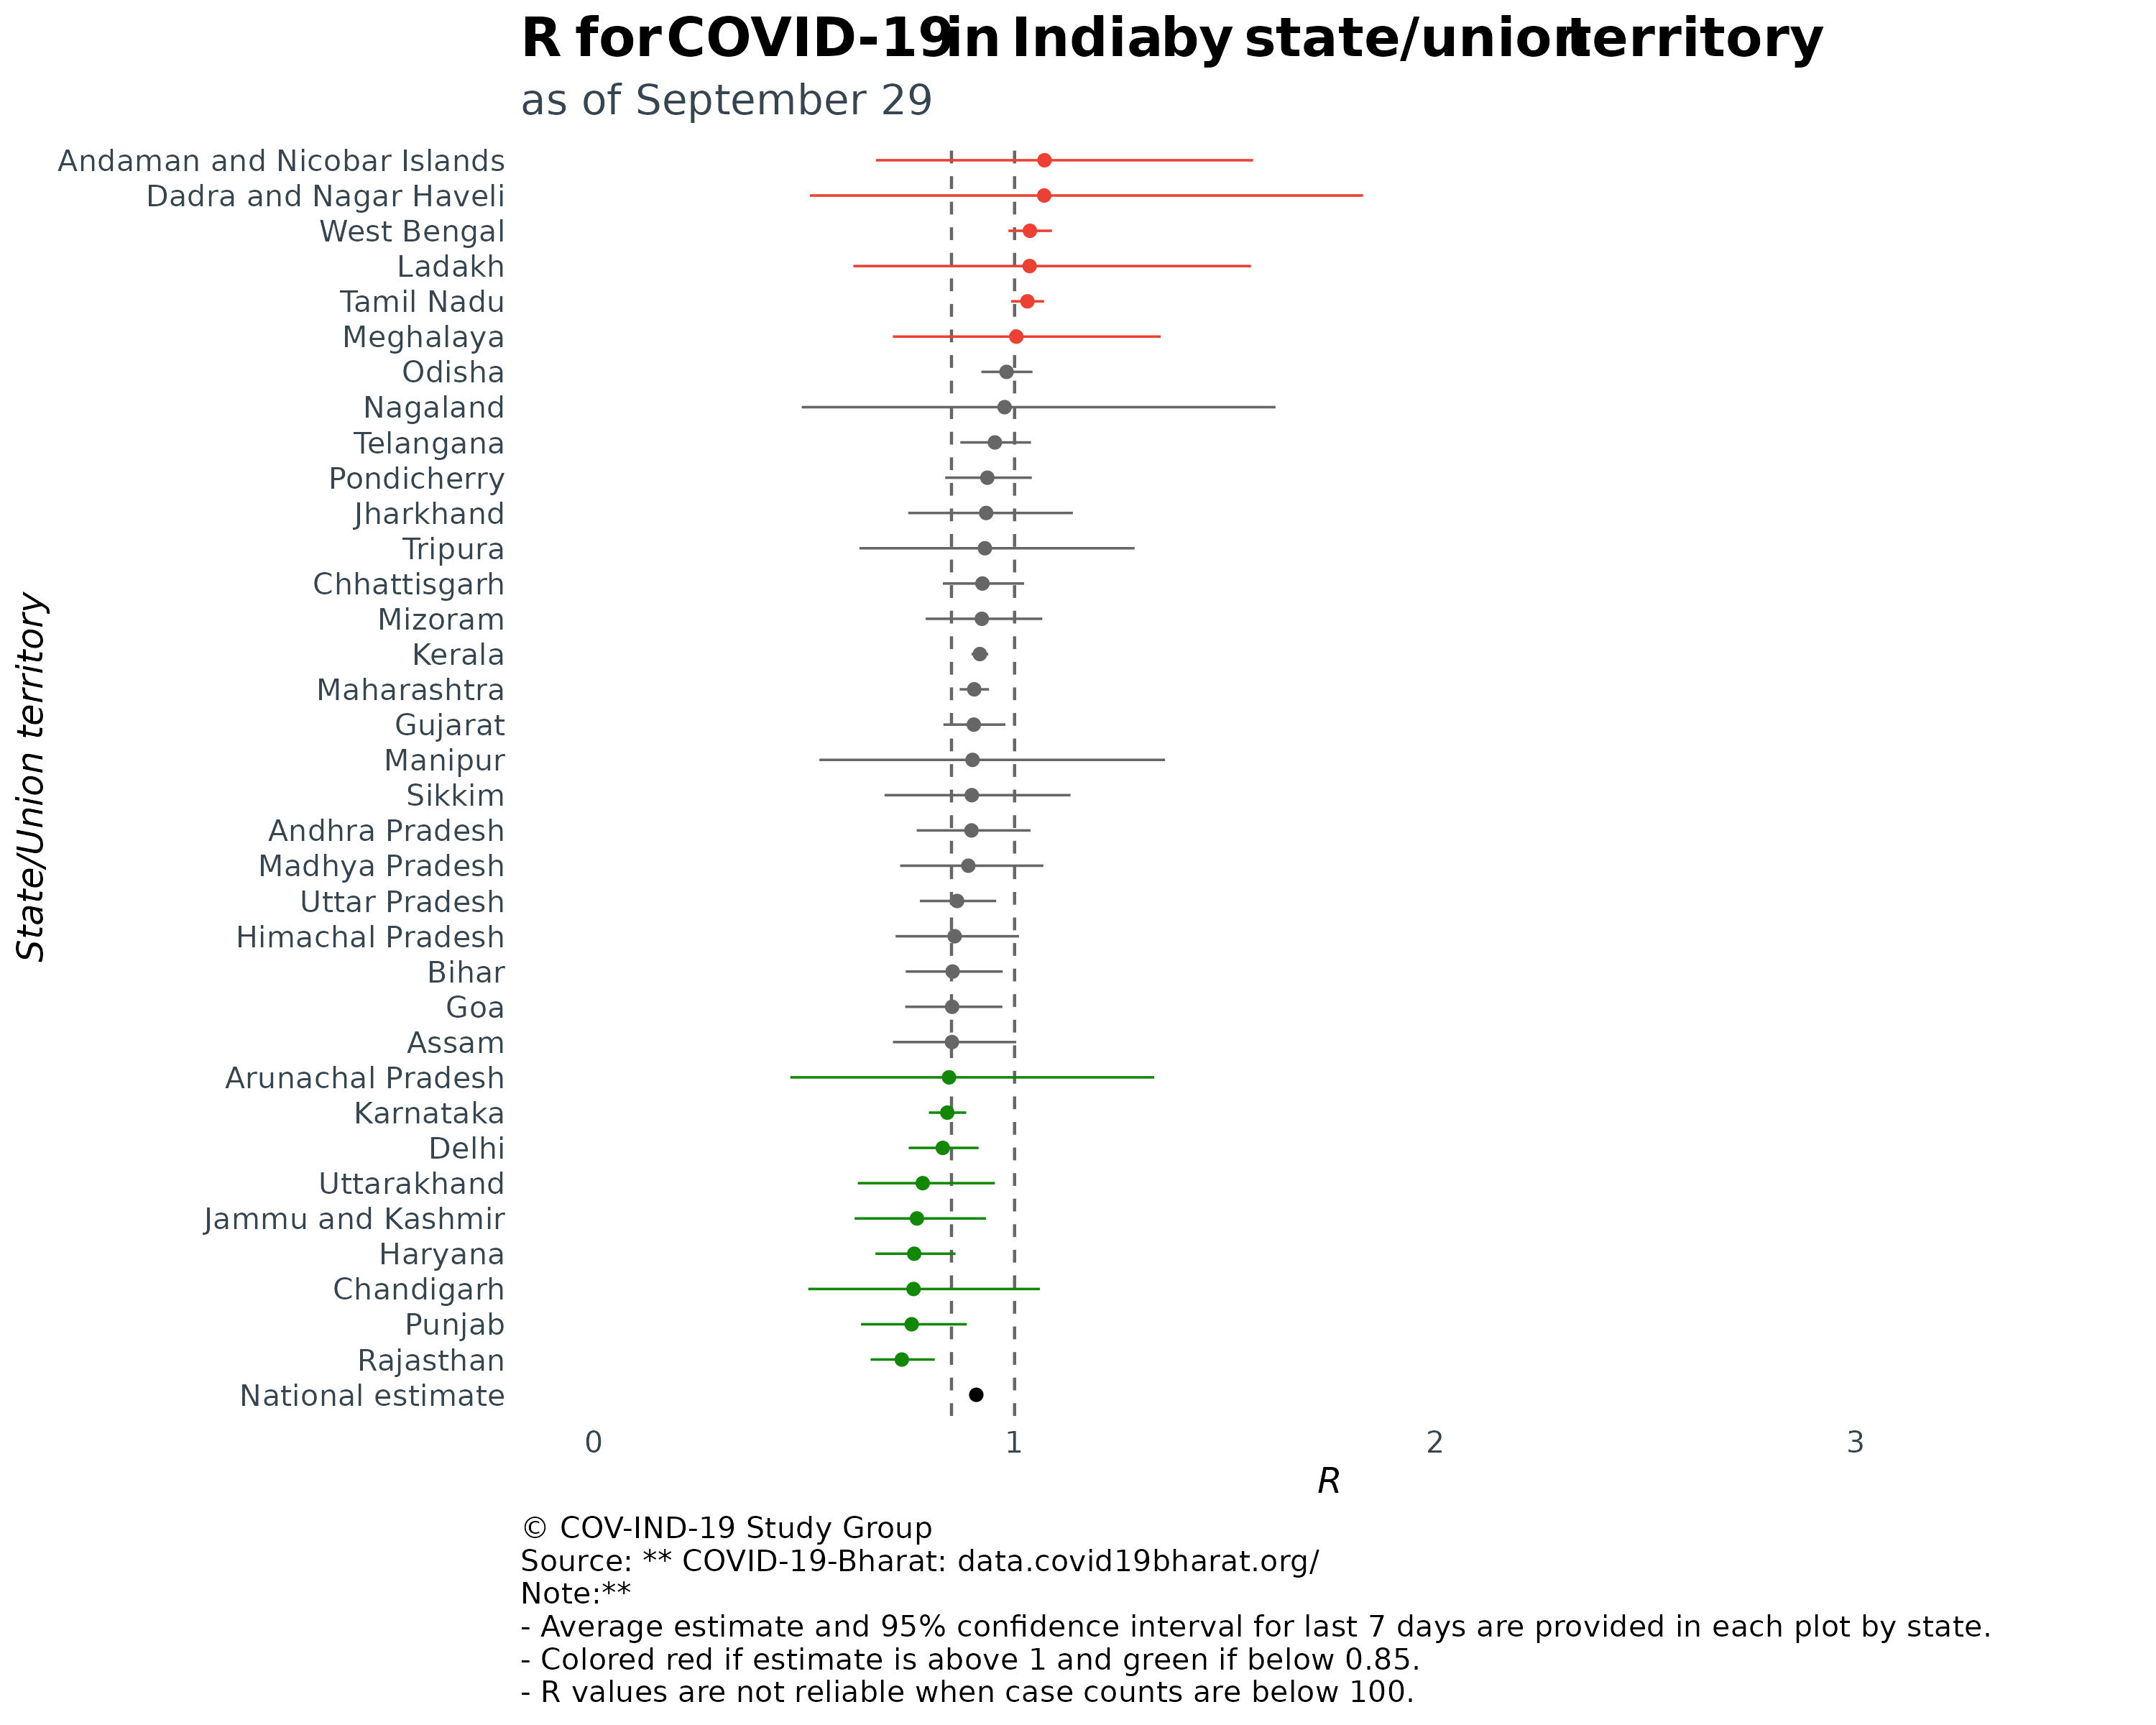 R for COVID-19 in India by state/union territory
as of September 29
Andaman and Nicobar Islands
Dadra and Nagar Haveli
West Bengal
Ladakh
Tamil Nadu
Meghalaya
Odisha
Nagaland
Telangana
Pondicherry
Jharkhand
Tripura
Chhattisgarh
Mizoram
Kerala
Maharashtra
Gujarat
Manipur
Sikkim
Andhra Pradesh
Madhya Pradesh
Uttar Pradesh
Himachal Pradesh
Bihar
Goa
Assam
Arunachal Pradesh
Karnataka
Delhi
Uttarakhand
Jammu and Kashmir
Haryana
Chandigarh
Punjab
Rajasthan
National estimate
State/Union territory
0 1 2 3
R
© COV-IND-19 Study Group
Source: ** COVID-19-Bharat: data.covid19bharat.org/
Note:**
- Average estimate and 95% confidence interval for last 7 days are provided in each plot by state.
- Colored red if estimate is above 1 and green if below 0.85.
- R values are not reliable when case counts are below 100.